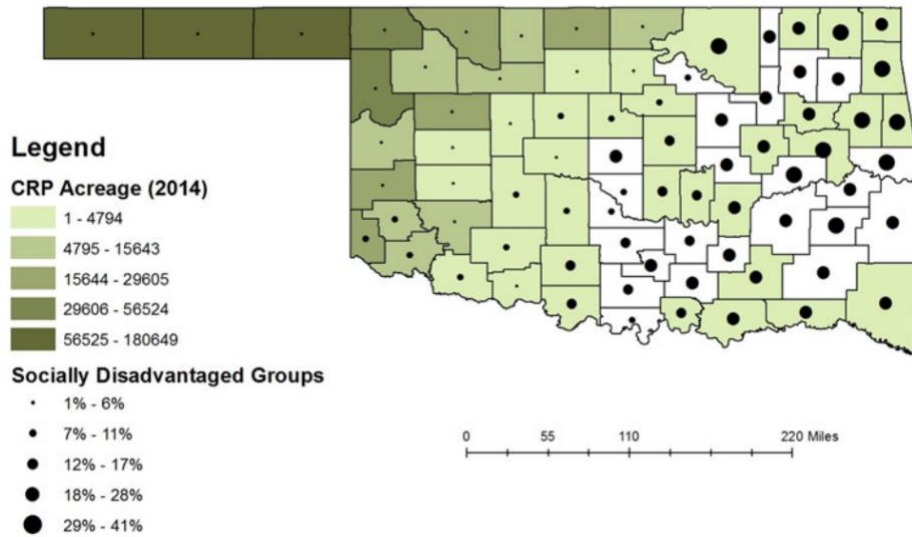 Legend
CRP Acreage (2014)
1 - 4794
4795 - 15643
15644 - 29605
29606 - 56524
56525 - 180649
Socially Disadvantaged Groups
1% - 6%
7% - 11%
12% - 17%
18% - 28%
29% - 41%
0 55 110 220 Miles